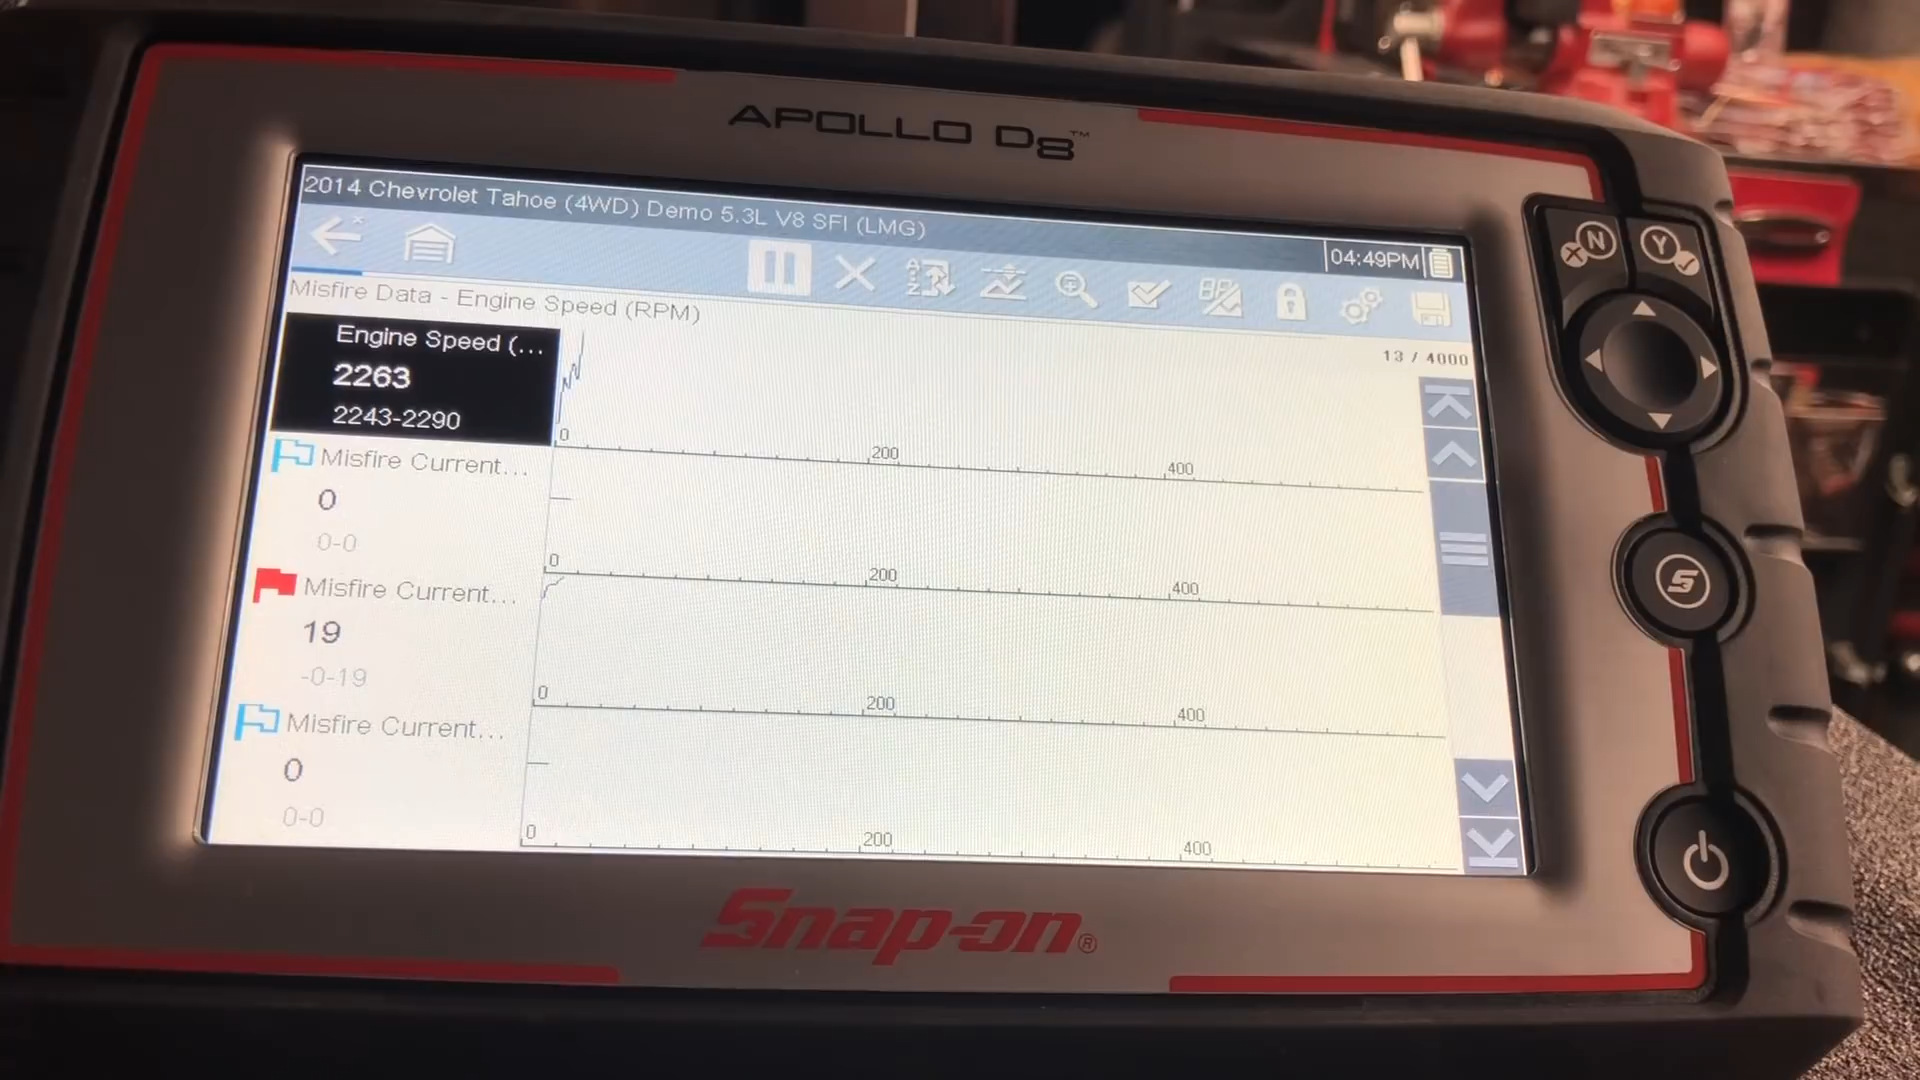 APOLLO D8™
2014 Chevrolet Tahoe (4WD) Demo 5.3L V8 SFI (LMG)
04:49PM
Misfire Data - Engine Speed (RPM)
13 / 4000
Engine Speed (...
2263
2243-2290
0 200 400
Misfire Current...
0
0-0
0 200 400
Misfire Current...
19
-0-19
0 200 400
Misfire Current...
0
0-0
0 200 400
N
Y
S
Snap-on®